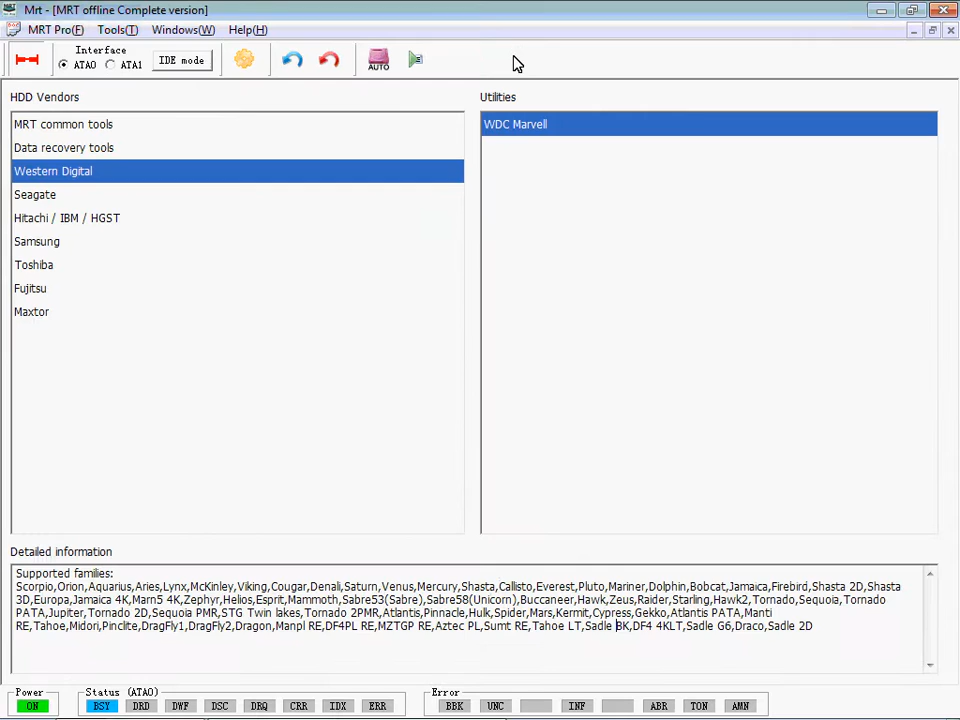 Mrt - [MRT offline Complete version]
MRT Pro(F) Tools(T) Windows(W) Help(H)
Interface
ATA0 ATA1
IDE mode
AUTO
HDD Vendors
Utilities
MRT common tools
Data recovery tools
Western Digital
Seagate
Hitachi / IBM / HGST
Samsung
Toshiba
Fujitsu
Maxtor
WDC Marvell
Detailed information
Supported families:
Scorpio,Orion,Aquarius,Aries,Lynx,McKinley,Viking,Cougar,Denali,Saturn,Venus,Mercury,Shasta,Callisto,Everest,Pluto,Mariner,Dolphin,Bobcat,Jamaica,Firebird,Shasta 2D,Shasta
3D,Europa,Jamaica 4K,Marn5 4K,Zephyr,Helios,Esprit,Mammoth,Sabre53(Sabre),Sabre58(Unicorn),Buccaneer,Hawk,Zeus,Raider,Starling,Hawk2,Tornado,Sequoia,Tornado
PATA,Jupiter,Tornado 2D,Sequoia PMR,STG Twin lakes,Tornado 2PMR,Atlantis,Pinnacle,Hulk,Spider,Mars,Kermit,Cypress,Gekko,Atlantis PATA,Manti
RE,Tahoe,Midori,Pinclite,DragFly1,DragFly2,Dragon,Manpl RE,DF4PL RE,MZTGP RE,Aztec PL,Sumt RE,Tahoe LT,Sadle BK,DF4 4KLT,Sadle G6,Draco,Sadle 2D
Power
ON
Status (ATA0)
BSY DRD DWF DSC DRQ CRR IDX ERR
Error
BBK UNC INF ABR TON AMN